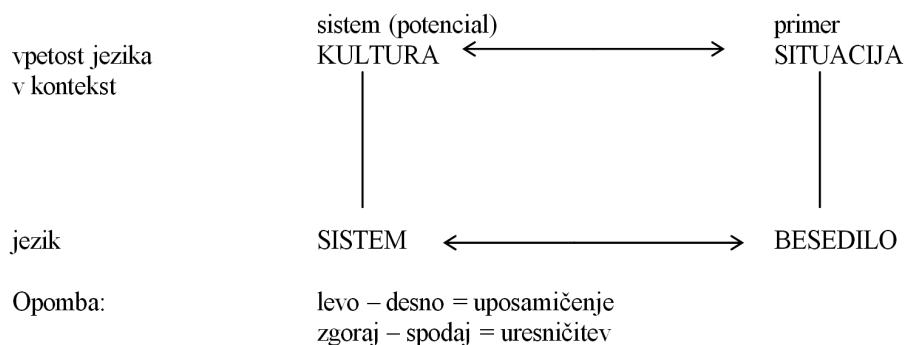 sistem (potencial) primer
vpetost jezika KULTURA SITUACIJA
v kontekst
jezik SISTEM BESEDILO
Opomba: levo – desno = uposamičenje
zgoraj – spodaj = uresničitev